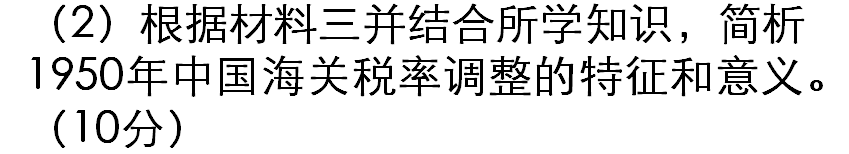 （2）根据材料三并结合所学知识，简析
1950年中国海关税率调整的特征和意义。
（10分）